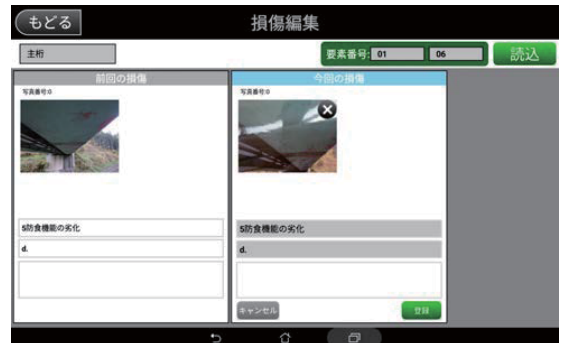 もどる
損傷編集
主桁
要素番号: 01 06
読込
前回の損傷
写真番号:0
5防食機能の劣化
d.
今回の損傷
写真番号:0
5防食機能の劣化
d.
キャンセル
登録